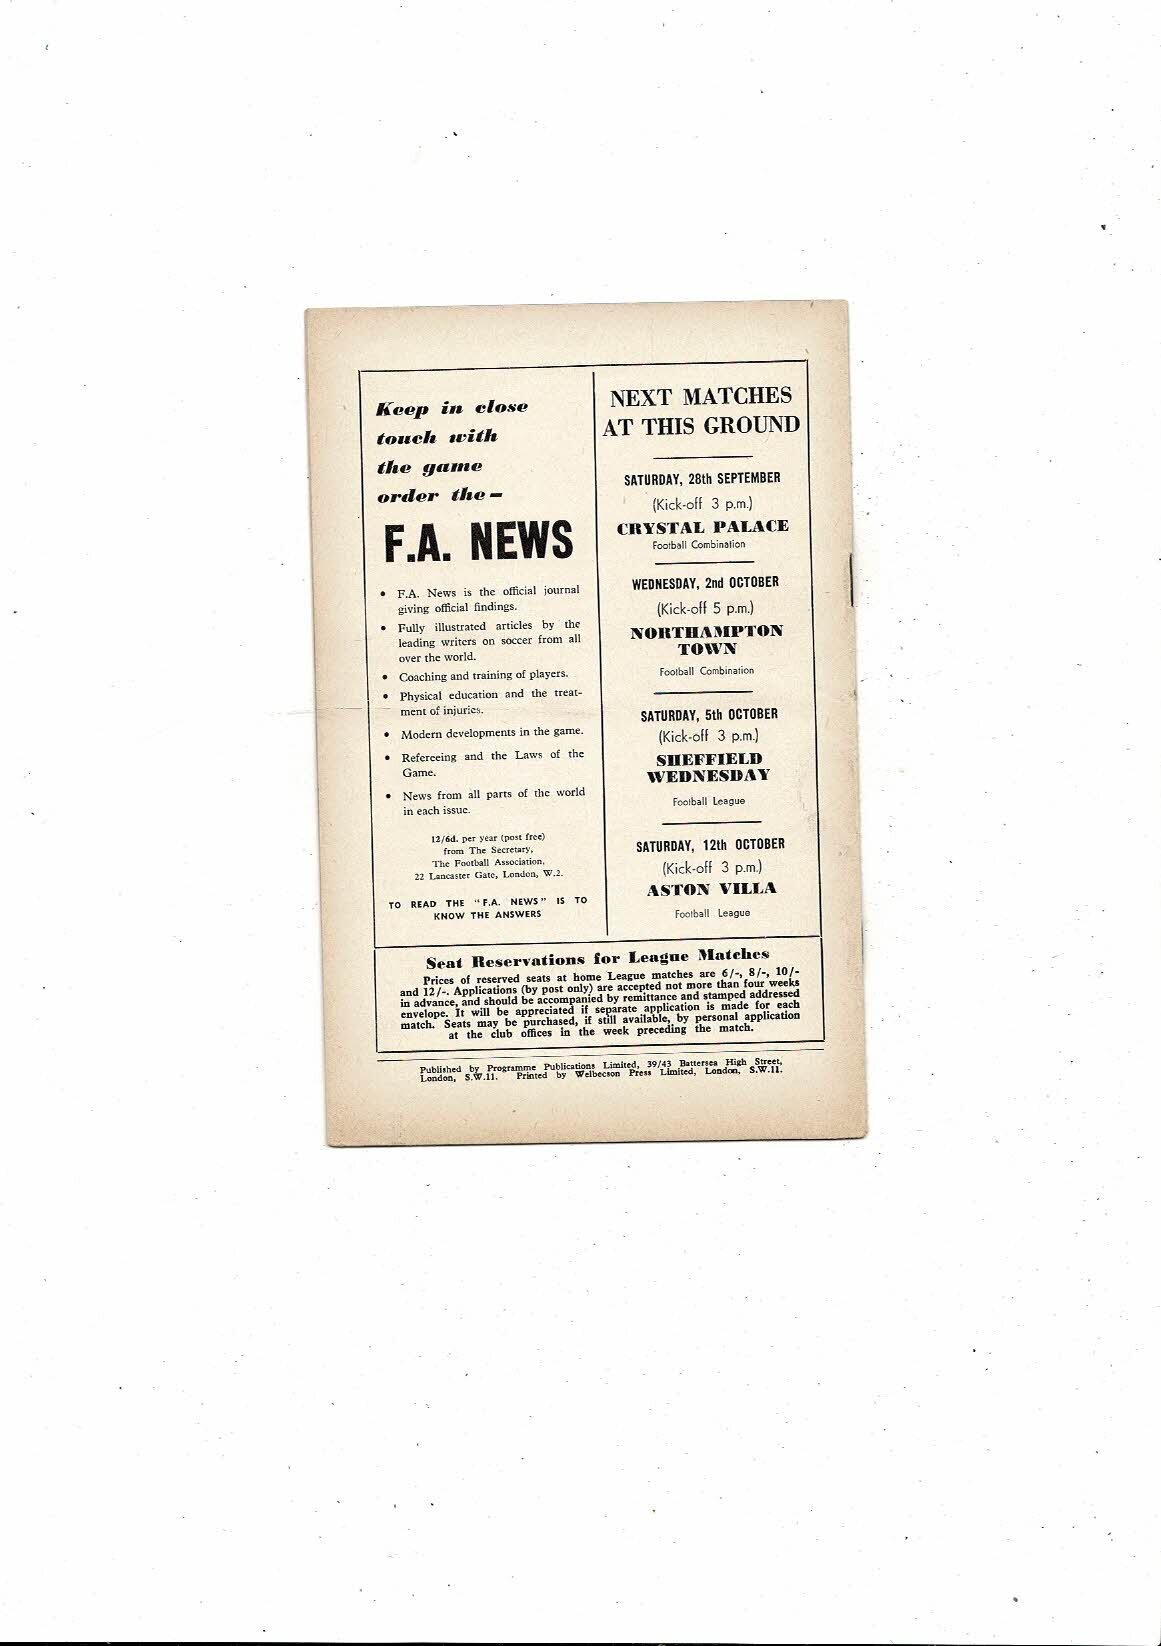 Keep in close
touch with
the game
order the—
F.A. NEWS
• F.A. News is the official journal
giving official findings.
• Fully illustrated articles by the
leading writers on soccer from all
over the world.
• Coaching and training of players.
• Physical education and the treat-
ment of injuries.
• Modern developments in the game.
• Refereeing and the Laws of the
Game.
• News from all parts of the world
in each issue.
12/6d. per year (post free)
from The Secretary,
The Football Association,
22 Lancaster Gate, London, W.2.
TO READ THE "F.A. NEWS" IS TO
KNOW THE ANSWERS
NEXT MATCHES
AT THIS GROUND
SATURDAY, 28th SEPTEMBER
(Kick-off 3 p.m.)
CRYSTAL PALACE
Football Combination
WEDNESDAY, 2nd OCTOBER
(Kick-off 5 p.m.)
NORTHAMPTON
TOWN
Football Combination
SATURDAY, 5th OCTOBER
(Kick-off 3 p.m.)
SHEFFIELD
WEDNESDAY
Football League
SATURDAY, 12th OCTOBER
(Kick-off 3 p.m.)
ASTON VILLA
Football League
Seat Reservations for League Matches
Prices of reserved seats at home League matches are 6/-, 8/-, 10/-
and 12/-. Applications (by post only) are accepted not more than four weeks
in advance, and should be accompanied by remittance and stamped addressed
envelope. It will be appreciated if separate application is made for each
match. Seats may be purchased, if still available, by personal application
at the club offices in the week preceding the match.
Published by Programme Publications Limited, 39/43 Battersea High Street,
London, S.W.11. Printed by Welbecson Press Limited, London, S.W.11.